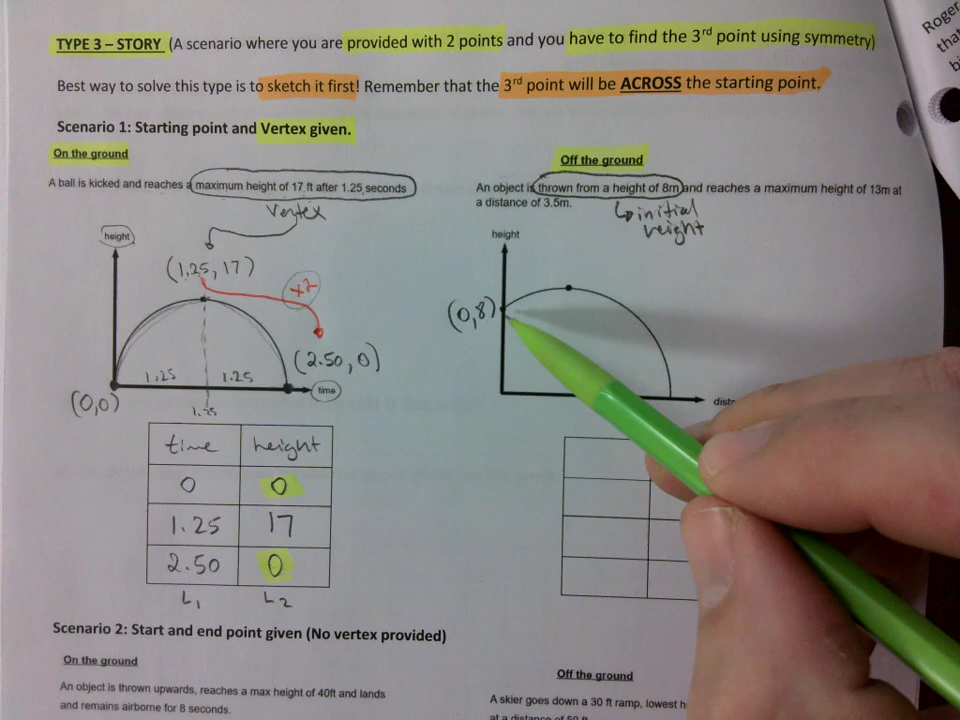 TYPE 3 – STORY (A scenario where you are provided with 2 points and you have to find the 3rd point using symmetry)
Best way to solve this type is to sketch it first! Remember that the 3rd point will be ACROSS the starting point.
Scenario 1: Starting point and Vertex given.
On the ground
A ball is kicked and reaches a maximum height of 17 ft after 1.25 seconds
Vertex
height
(1.25, 17)
x2
(2.50, 0)
1.25 1.25
time
(0,0)
1.25
time height
0 0
1.25 17
2.50 0
L1 L2
Off the ground
An object is thrown from a height of 8m and reaches a maximum height of 13m at
a distance of 3.5m.
initial
height
height
(0,8)
Scenario 2: Start and end point given (No vertex provided)
On the ground
An object is thrown upwards, reaches a max height of 40ft and lands
and remains airborne for 8 seconds.
Off the ground
A skier goes down a 30 ft ramp, lowest
at a distance of 50 ft
Roger